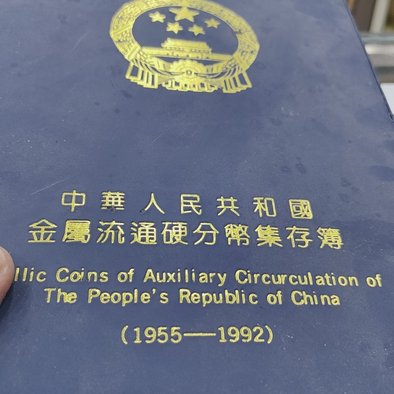 中華人民共和國
金屬流通硬分幣集存簿
llic Coins of Auxiliary Circurculation of
The People's Republic of China
(1955——1992)